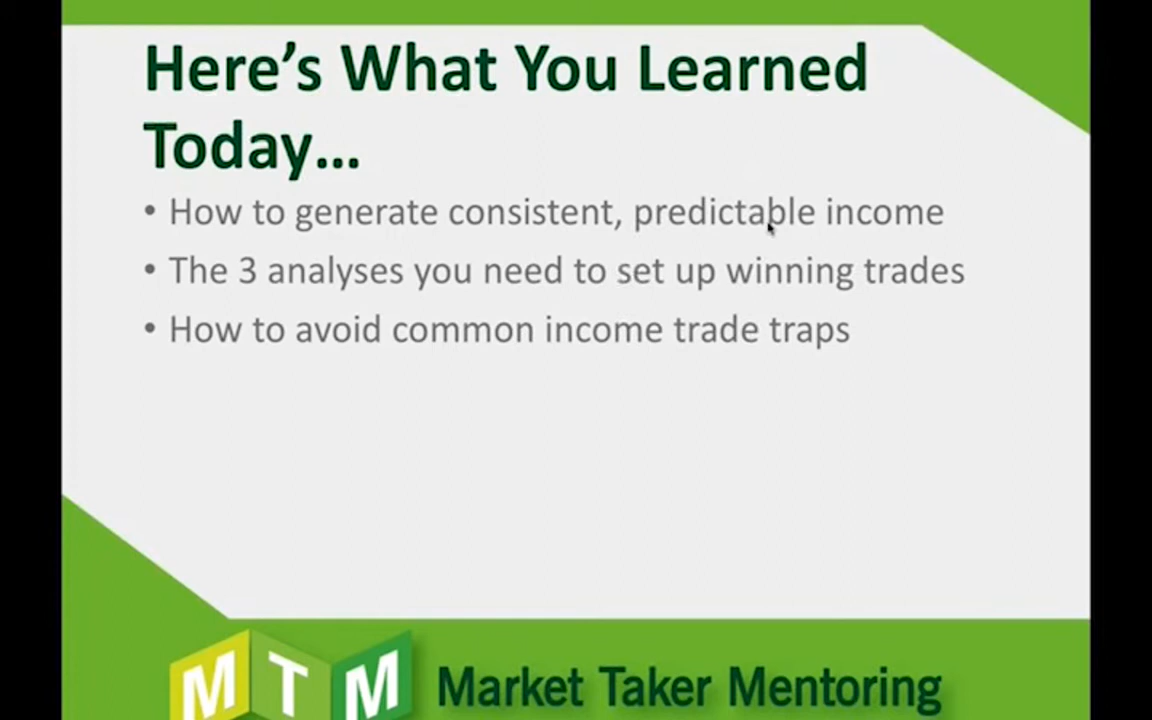 Here’s What You Learned
Today…
• How to generate consistent, predictable income
• The 3 analyses you need to set up winning trades
• How to avoid common income trade traps
MTM Market Taker Mentoring